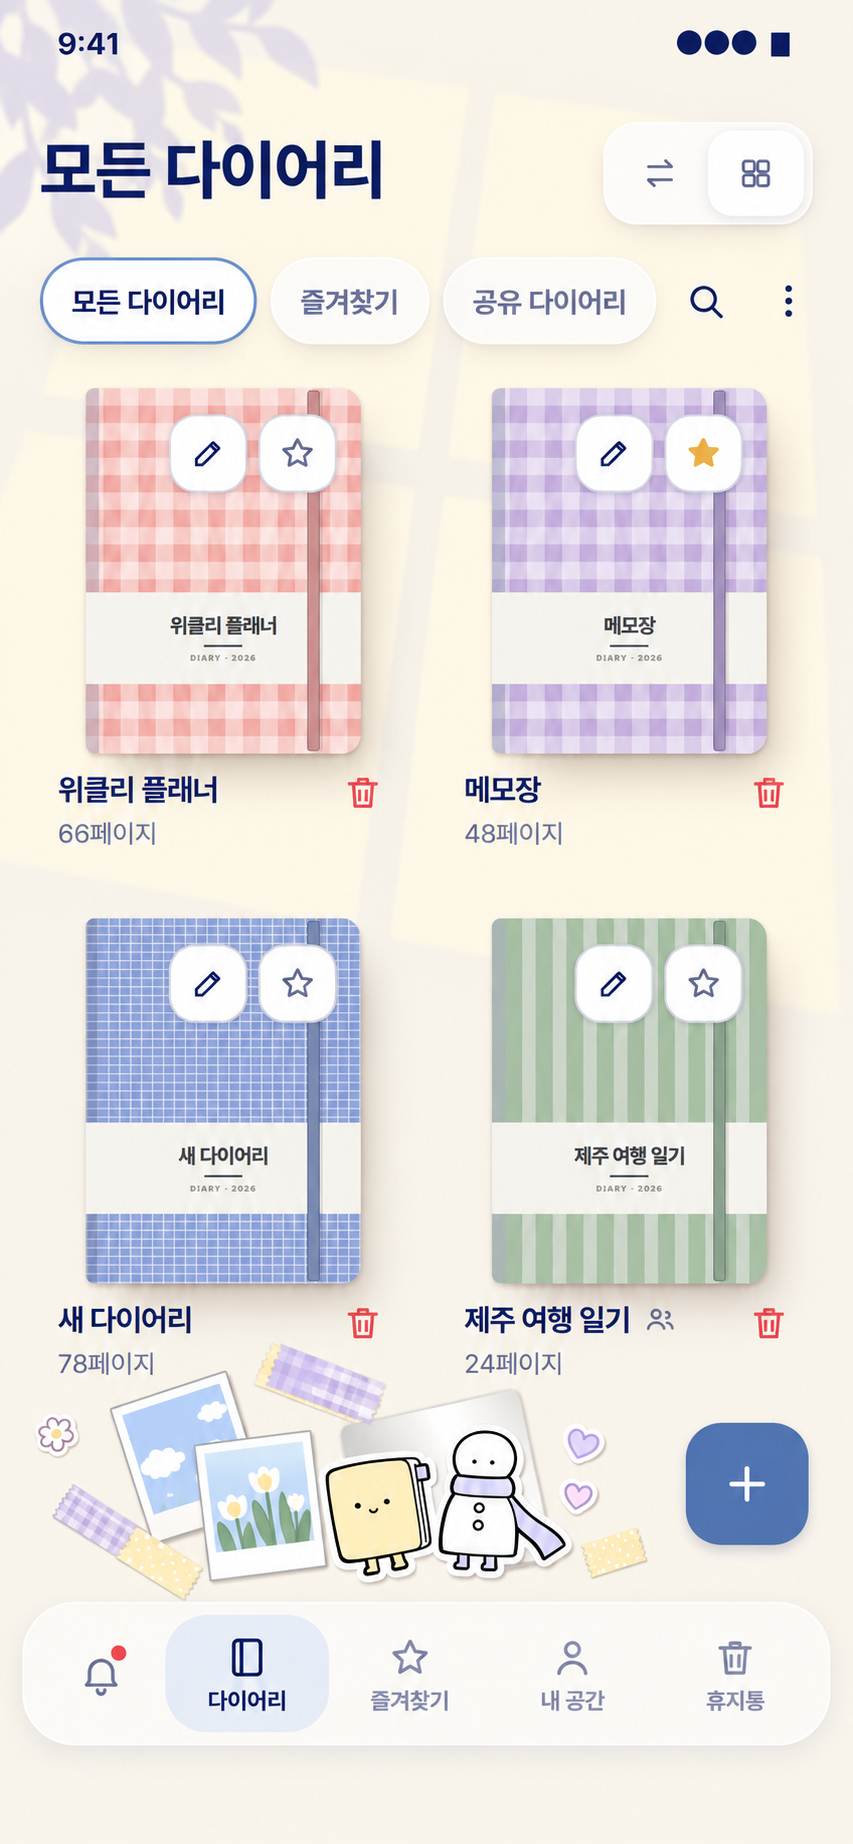 9:41
모든 다이어리
모든 다이어리
즐겨찾기
공유 다이어리
위클리 플래너
DIARY · 2026
메모장
DIARY · 2026
위클리 플래너
66페이지
메모장
48페이지
새 다이어리
DIARY · 2026
제주 여행 일기
DIARY · 2026
새 다이어리
78페이지
제주 여행 일기
24페이지
다이어리
즐겨찾기
내 공간
휴지통